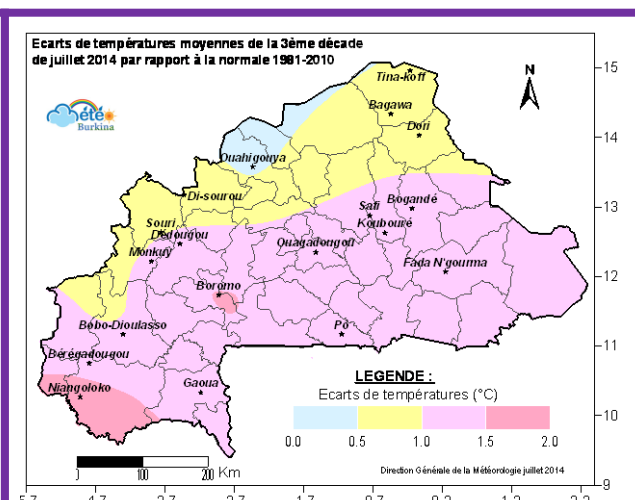 Ecarts de températures moyennes de la 3ème décade
de juillet 2014 par rapport à la normale 1981-2010
été
Burkina
N
15
Tina-koff
Bagawa
Dori
14
Ouahigouya
Di-sourou
Bogandé
Safi
Koubouré
13
Souri
Dédougou
Monkuy
Ouagadougou
Fada N'gourma
12
Boromo
Bobo-Dioulasso
Pô
11
Bérégadougou
Niangoloko
Gaoua
LEGENDE :
Ecarts de températures (°C)
0.0 0.5 1.0 1.5 2.0
10
100 200 Km
Direction Générale de la Météorologie juillet 2014
9